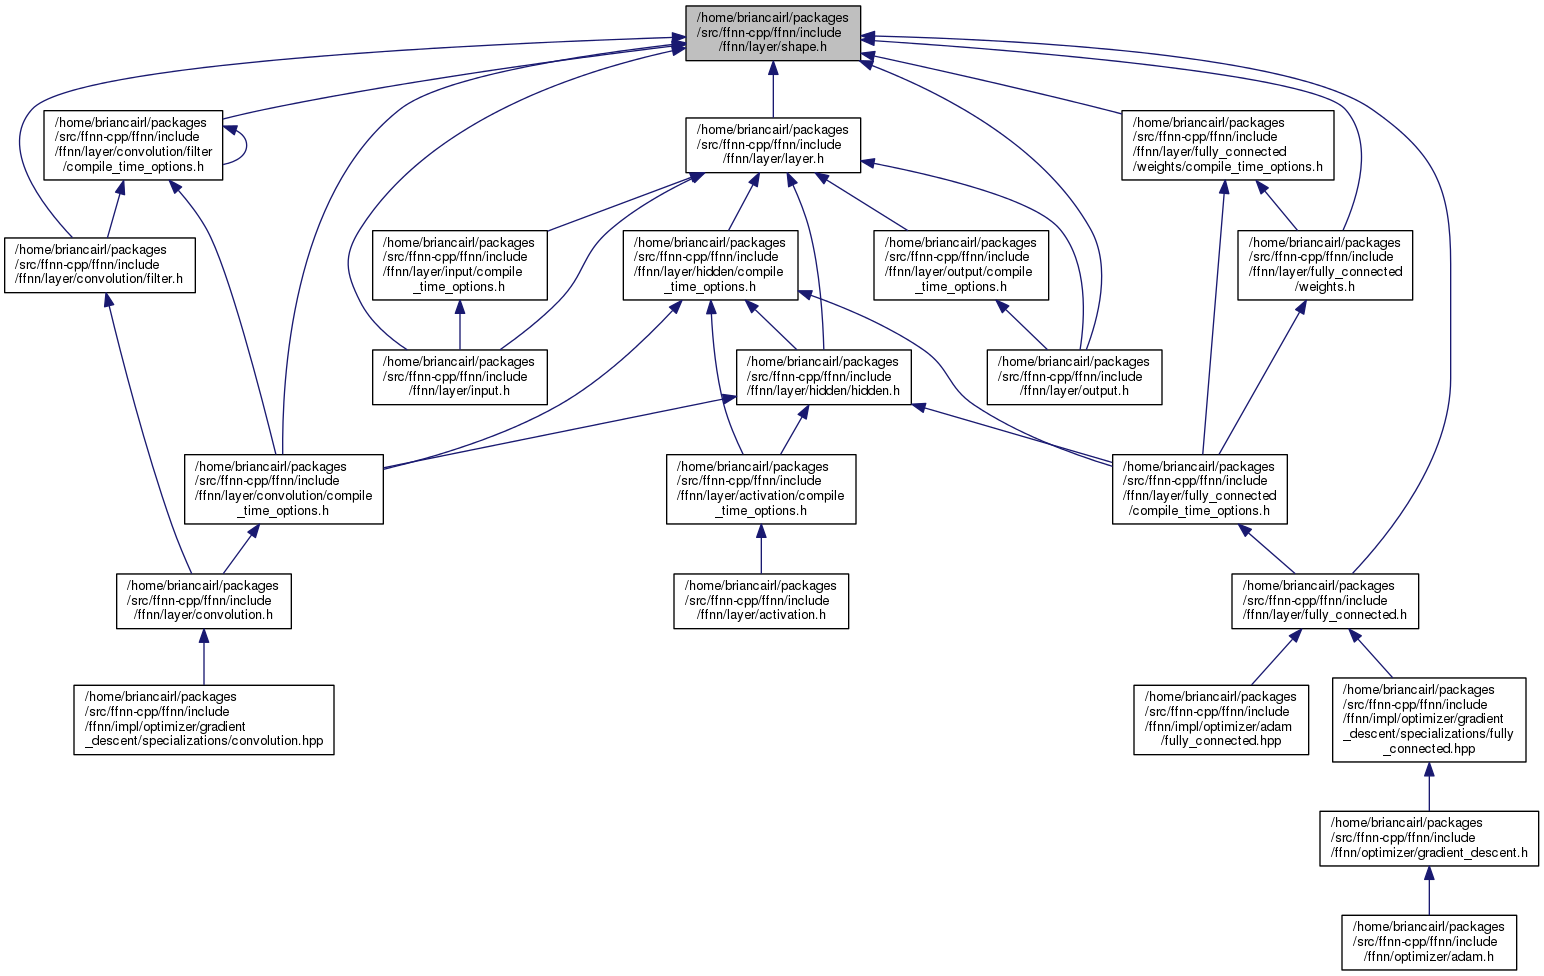 /home/briancairl/packages
/src/ffnn-cpp/ffnn/include
/ffnn/layer/shape.h
/home/briancairl/packages
/src/ffnn-cpp/ffnn/include
/ffnn/layer/convolution/filter
/compile_time_options.h
/home/briancairl/packages
/src/ffnn-cpp/ffnn/include
/ffnn/layer/layer.h
/home/briancairl/packages
/src/ffnn-cpp/ffnn/include
/ffnn/layer/fully_connected
/weights/compile_time_options.h
/home/briancairl/packages
/src/ffnn-cpp/ffnn/include
/ffnn/layer/convolution/filter.h
/home/briancairl/packages
/src/ffnn-cpp/ffnn/include
/ffnn/layer/input/compile
_time_options.h
/home/briancairl/packages
/src/ffnn-cpp/ffnn/include
/ffnn/layer/hidden/compile
_time_options.h
/home/briancairl/packages
/src/ffnn-cpp/ffnn/include
/ffnn/layer/output/compile
_time_options.h
/home/briancairl/packages
/src/ffnn-cpp/ffnn/include
/ffnn/layer/fully_connected
/weights.h
/home/briancairl/packages
/src/ffnn-cpp/ffnn/include
/ffnn/layer/input.h
/home/briancairl/packages
/src/ffnn-cpp/ffnn/include
/ffnn/layer/hidden/hidden.h
/home/briancairl/packages
/src/ffnn-cpp/ffnn/include
/ffnn/layer/output.h
/home/briancairl/packages
/src/ffnn-cpp/ffnn/include
/ffnn/layer/convolution/compile
_time_options.h
/home/briancairl/packages
/src/ffnn-cpp/ffnn/include
/ffnn/layer/activation/compile
_time_options.h
/home/briancairl/packages
/src/ffnn-cpp/ffnn/include
/ffnn/layer/fully_connected
/compile_time_options.h
/home/briancairl/packages
/src/ffnn-cpp/ffnn/include
/ffnn/layer/convolution.h
/home/briancairl/packages
/src/ffnn-cpp/ffnn/include
/ffnn/layer/activation.h
/home/briancairl/packages
/src/ffnn-cpp/ffnn/include
/ffnn/layer/fully_connected.h
/home/briancairl/packages
/src/ffnn-cpp/ffnn/include
/ffnn/impl/optimizer/gradient
_descent/specializations/convolution.hpp
/home/briancairl/packages
/src/ffnn-cpp/ffnn/include
/ffnn/impl/optimizer/adam
/fully_connected.hpp
/home/briancairl/packages
/src/ffnn-cpp/ffnn/include
/ffnn/impl/optimizer/gradient
_descent/specializations/fully
_connected.hpp
/home/briancairl/packages
/src/ffnn-cpp/ffnn/include
/ffnn/optimizer/gradient_descent.h
/home/briancairl/packages
/src/ffnn-cpp/ffnn/include
/ffnn/optimizer/adam.h